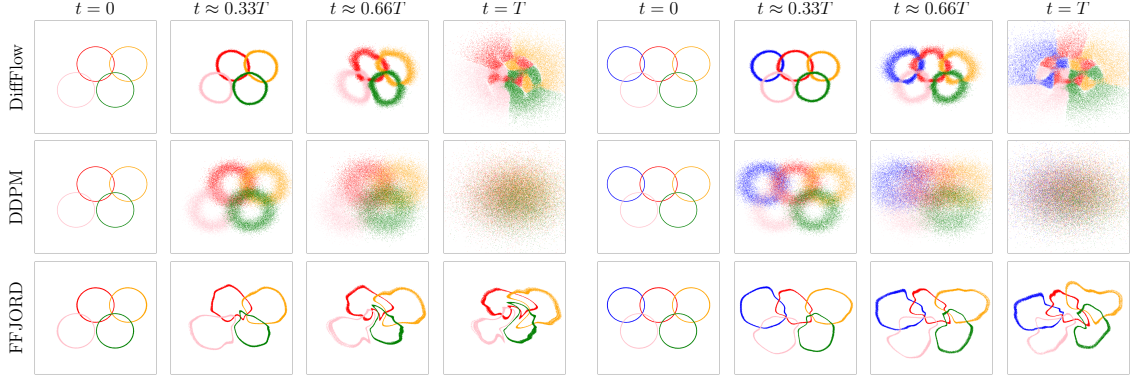 t = 0 t ≈ 0.33T t ≈ 0.66T t = T t = 0 t ≈ 0.33T t ≈ 0.66T t = T
DiffFlow
DDPM
FFJORD